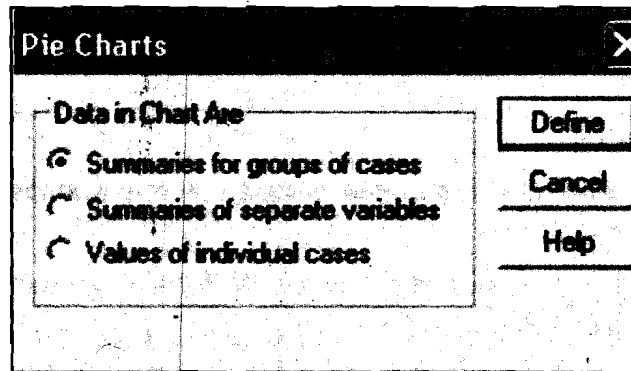 Pie Charts
Data in Chart Are
Summaries for groups of cases
Summaries of separate variables
Values of individual cases
Define
Cancel
Help